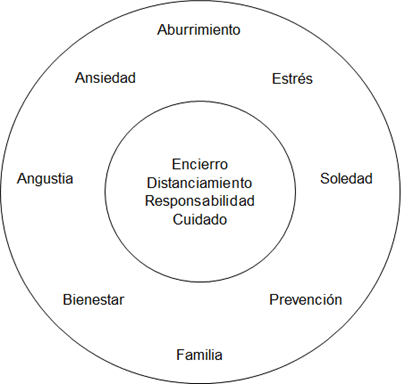 Aburrimiento
Ansiedad
Estrés
Encierro
Distanciamiento
Responsabilidad
Cuidado
Angustia
Soledad
Bienestar
Prevención
Familia